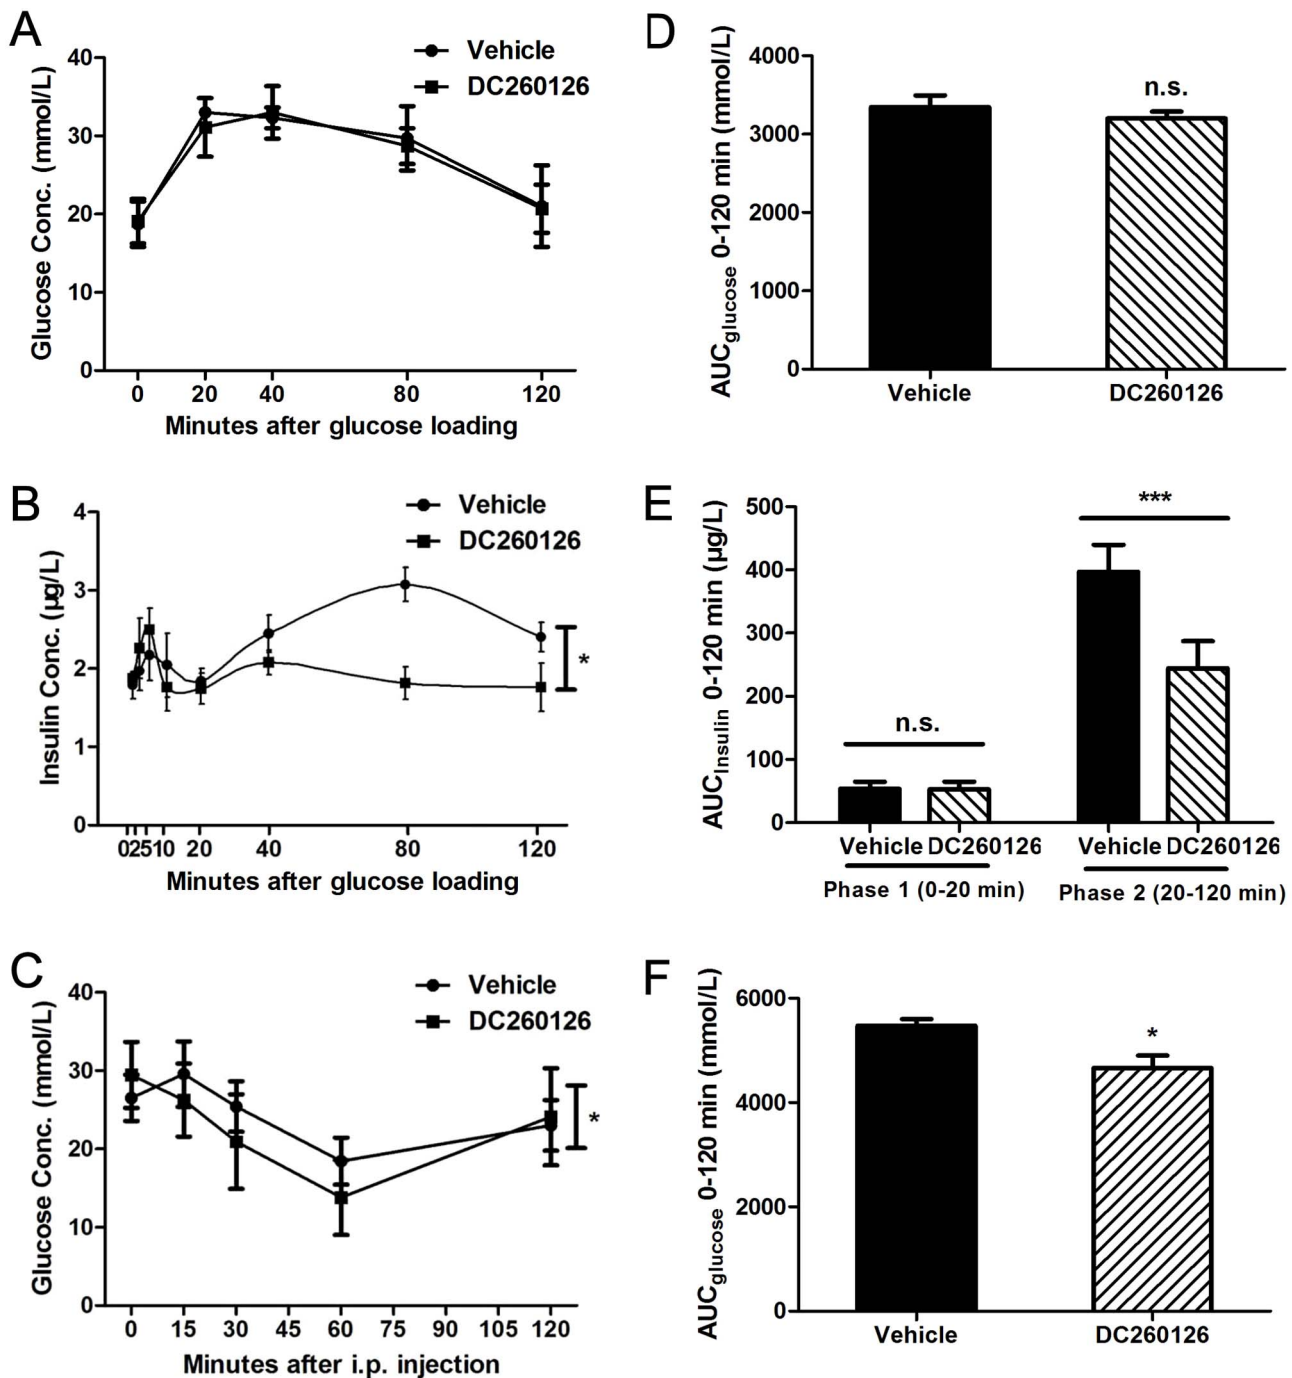 A
Vehicle
DC260126
Glucose Conc. (mmol/L)
40
30
20
10
0
0 20 40 80 120
Minutes after glucose loading
D
AUCglucose 0-120 min (mmol/L)
4000
3000
2000
1000
0
n.s.
Vehicle DC260126
B
Vehicle
DC260126
Insulin Conc. (µg/L)
4
3
2
1
0
*
0 2 5 10 20 40 80 120
Minutes after glucose loading
E
AUCInsulin 0-120 min (µg/L)
500
400
300
200
100
0
n.s.
***
Vehicle DC260126 Vehicle DC260126
Phase 1 (0-20 min) Phase 2 (20-120 min)
C
Vehicle
DC260126
Glucose Conc. (mmol/L)
40
30
20
10
0
*
0 15 30 45 60 75 90 105 120
Minutes after i.p. injection
F
AUCglucose 0-120 min (mmol/L)
6000
4000
2000
0
*
Vehicle DC260126